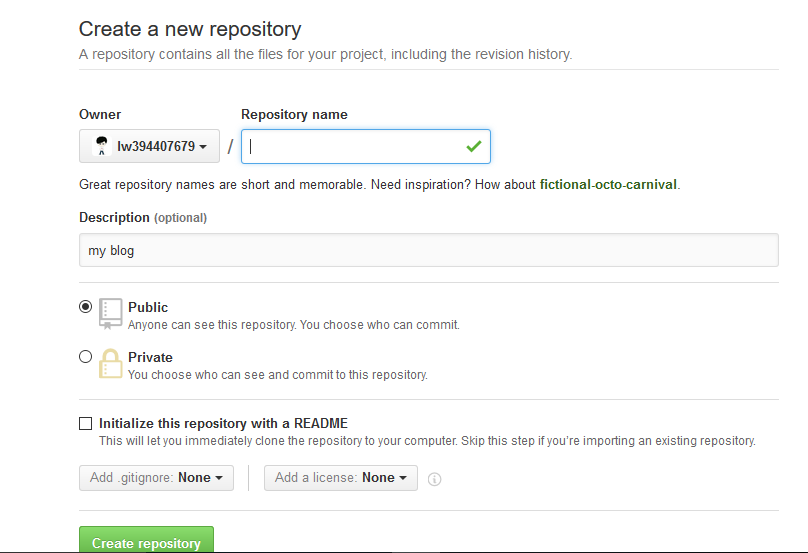 Create a new repository
A repository contains all the files for your project, including the revision history.
Owner Repository name
lw394407679 /
Great repository names are short and memorable. Need inspiration? How about fictional-octo-carnival.
Description (optional)
my blog
Public
Anyone can see this repository. You choose who can commit.
Private
You choose who can see and commit to this repository.
Initialize this repository with a README
This will let you immediately clone the repository to your computer. Skip this step if you're importing an existing repository.
Add .gitignore: None Add a license: None
Create repository